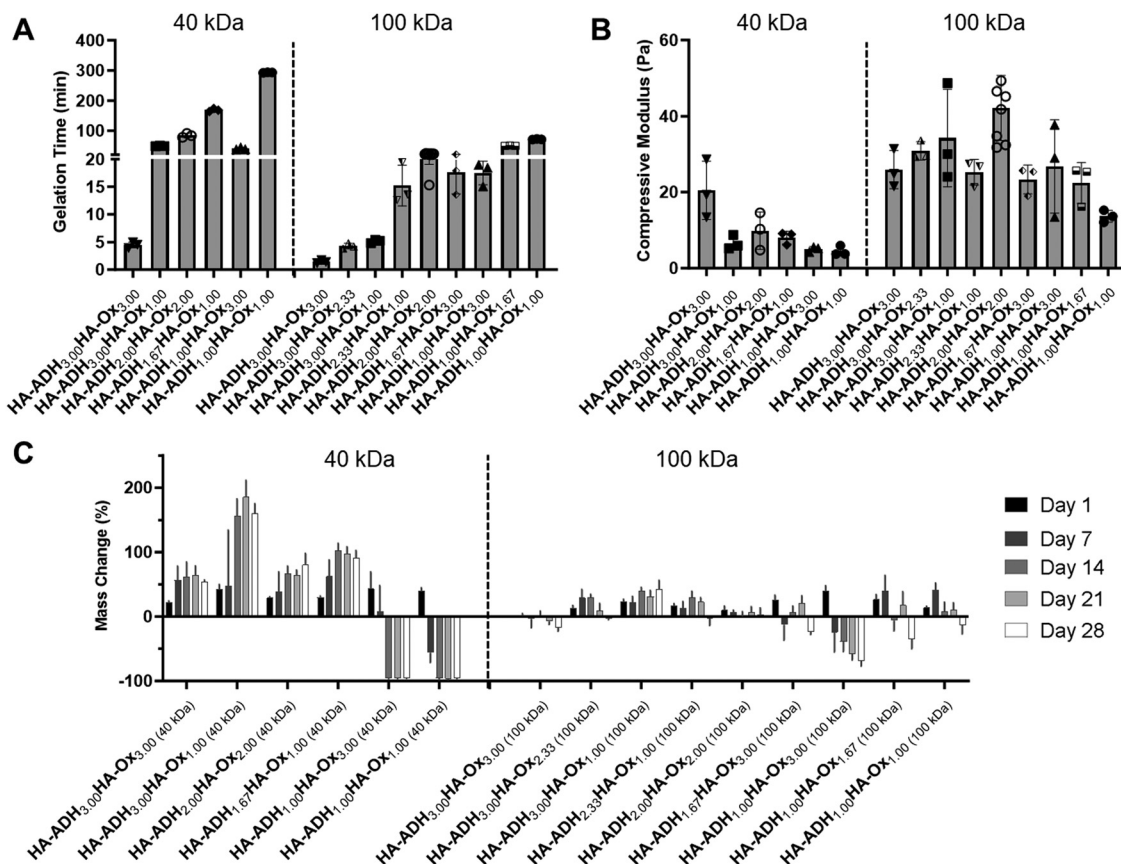 A
40 kDa
100 kDa
Gelation Time (min)
400
300
200
100
20
15
10
5
0
HA-ADH3.00HA-Ox3.00
HA-ADH3.00HA-Ox1.00
HA-ADH2.00HA-Ox2.00
HA-ADH1.67HA-Ox1.00
HA-ADH1.00HA-Ox3.00
HA-ADH1.00HA-Ox1.00
HA-ADH3.00HA-Ox3.00
HA-ADH3.00HA-Ox2.33
HA-ADH3.00HA-Ox1.00
HA-ADH2.33HA-Ox1.00
HA-ADH2.00HA-Ox2.00
HA-ADH1.67HA-Ox3.00
HA-ADH1.00HA-Ox3.00
HA-ADH1.00HA-Ox1.67
HA-ADH1.00HA-Ox1.00
B
40 kDa
100 kDa
Compressive Modulus (Pa)
60
40
20
0
HA-ADH3.00HA-Ox3.00
HA-ADH3.00HA-Ox1.00
HA-ADH2.00HA-Ox2.00
HA-ADH1.67HA-Ox1.00
HA-ADH1.00HA-Ox3.00
HA-ADH1.00HA-Ox1.00
HA-ADH3.00HA-Ox3.00
HA-ADH3.00HA-Ox2.33
HA-ADH3.00HA-Ox1.00
HA-ADH2.33HA-Ox1.00
HA-ADH2.00HA-Ox2.00
HA-ADH1.67HA-Ox3.00
HA-ADH1.00HA-Ox3.00
HA-ADH1.00HA-Ox1.67
HA-ADH1.00HA-Ox1.00
C
40 kDa
100 kDa
Mass Change (%)
200
100
0
-100
HA-ADH3.00HA-Ox3.00 (40 kDa)
HA-ADH3.00HA-Ox1.00 (40 kDa)
HA-ADH2.00HA-Ox2.00 (40 kDa)
HA-ADH1.67HA-Ox1.00 (40 kDa)
HA-ADH1.00HA-Ox3.00 (40 kDa)
HA-ADH1.00HA-Ox1.00 (40 kDa)
HA-ADH3.00HA-Ox3.00 (100 kDa)
HA-ADH3.00HA-Ox2.33 (100 kDa)
HA-ADH3.00HA-Ox1.00 (100 kDa)
HA-ADH2.33HA-Ox1.00 (100 kDa)
HA-ADH2.00HA-Ox2.00 (100 kDa)
HA-ADH1.67HA-Ox3.00 (100 kDa)
HA-ADH1.00HA-Ox3.00 (100 kDa)
HA-ADH1.00HA-Ox1.67 (100 kDa)
HA-ADH1.00HA-Ox1.00 (100 kDa)
Day 1
Day 7
Day 14
Day 21
Day 28